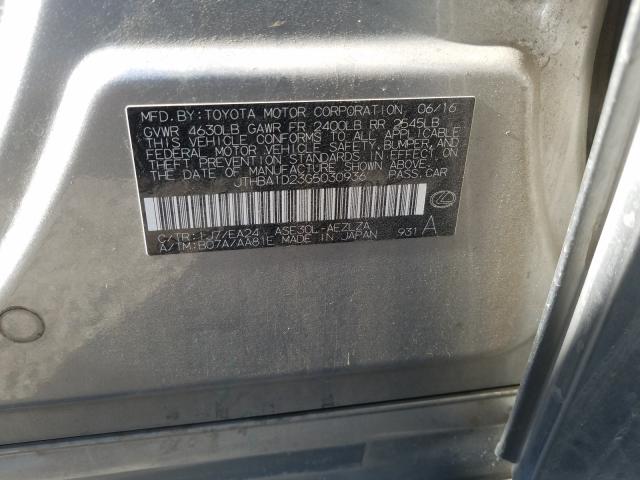 MFD.BY:TOYOTA MOTOR CORPORATION 06/16
GVWR 4630LB GAWR FR 2400LB RR 2545LB
THIS VEHICLE CONFORMS TO ALL APPLICABLE
FEDERAL MOTOR VEHICLE SAFETY, BUMPER, AND
THEFT PREVENTION STANDARDS IN EFFECT ON
THE DATE OF MANUFACTURE SHOWN ABOVE.
JTHBA1D23G5030936 PASS.CAR
C/TR:1J7/EA24 ASE30L-AEZLZA
A/TM:B07A/AA81E MADE IN JAPAN 931 A